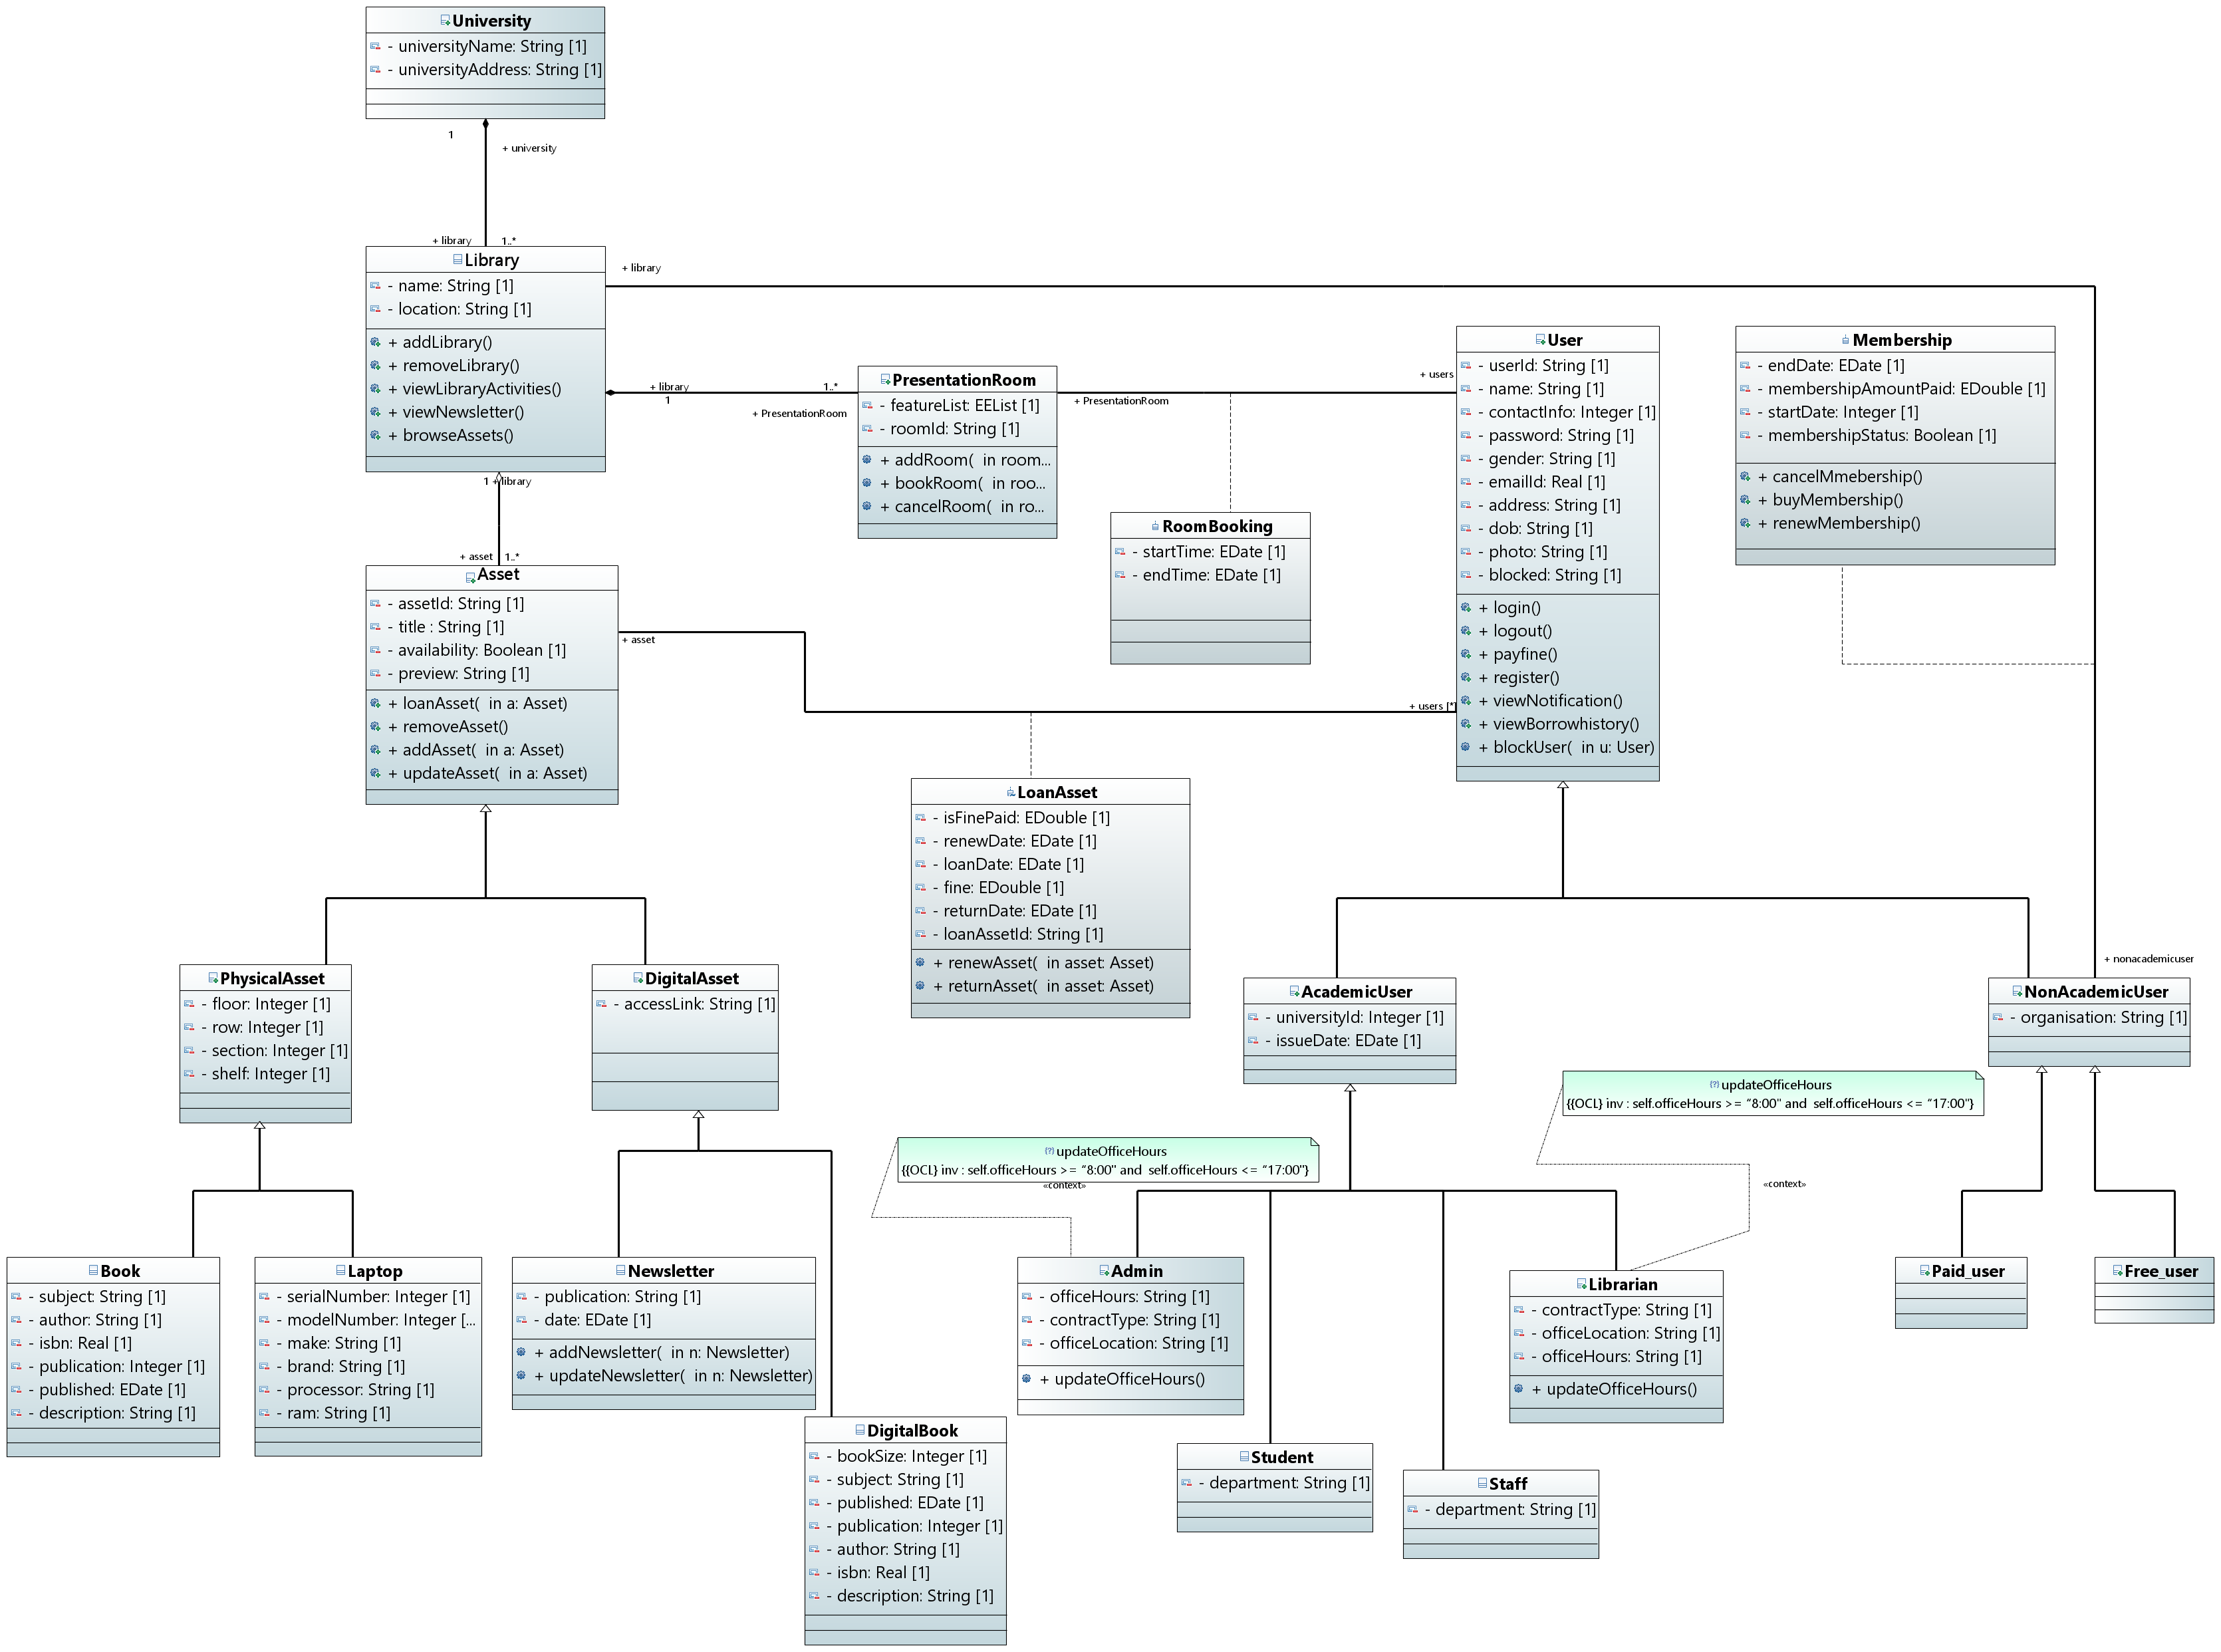 University
- universityName: String [1]
- universityAddress: String [1]
1
+ university
+ library
1..*
Library
- name: String [1]
- location: String [1]
+ addLibrary()
+ removeLibrary()
+ viewLibraryActivities()
+ viewNewsletter()
+ browseAssets()
+ library
+ library
1
1..*
+ PresentationRoom
PresentationRoom
- featureList: EEList [1]
- roomId: String [1]
+ addRoom( in room...
+ bookRoom( in roo...
+ cancelRoom( in ro...
+ PresentationRoom
+ users
RoomBooking
- startTime: EDate [1]
- endTime: EDate [1]
User
- userId: String [1]
- name: String [1]
- contactInfo: Integer [1]
- password: String [1]
- gender: String [1]
- emailId: Real [1]
- address: String [1]
- dob: String [1]
- photo: String [1]
- blocked: String [1]
+ login()
+ logout()
+ payfine()
+ register()
+ viewNotification()
+ viewBorrowhistory()
+ blockUser( in u: User)
Membership
- endDate: EDate [1]
- membershipAmountPaid: EDouble [1]
- startDate: Integer [1]
- membershipStatus: Boolean [1]
+ cancelMmebership()
+ buyMembership()
+ renewMembership()
1 + library
+ asset
1..*
Asset
- assetId: String [1]
- title : String [1]
- availability: Boolean [1]
- preview: String [1]
+ loanAsset( in a: Asset)
+ removeAsset()
+ addAsset( in a: Asset)
+ updateAsset( in a: Asset)
+ asset
+ users [*]
LoanAsset
- isFinePaid: EDouble [1]
- renewDate: EDate [1]
- loanDate: EDate [1]
- fine: EDouble [1]
- returnDate: EDate [1]
- loanAssetId: String [1]
+ renewAsset( in asset: Asset)
+ returnAsset( in asset: Asset)
PhysicalAsset
- floor: Integer [1]
- row: Integer [1]
- section: Integer [1]
- shelf: Integer [1]
DigitalAsset
- accessLink: String [1]
AcademicUser
- universityId: Integer [1]
- issueDate: EDate [1]
+ nonacademicuser
NonAcademicUser
- organisation: String [1]
updateOfficeHours
{{OCL} inv : self.officeHours >= “8:00" and self.officeHours <= “17:00"}
«context»
updateOfficeHours
{{OCL} inv : self.officeHours >= “8:00" and self.officeHours <= “17:00"}
«context»
Book
- subject: String [1]
- author: String [1]
- isbn: Real [1]
- publication: Integer [1]
- published: EDate [1]
- description: String [1]
Laptop
- serialNumber: Integer [1]
- modelNumber: Integer [...
- make: String [1]
- brand: String [1]
- processor: String [1]
- ram: String [1]
Newsletter
- publication: String [1]
- date: EDate [1]
+ addNewsletter( in n: Newsletter)
+ updateNewsletter( in n: Newsletter)
DigitalBook
- bookSize: Integer [1]
- subject: String [1]
- published: EDate [1]
- publication: Integer [1]
- author: String [1]
- isbn: Real [1]
- description: String [1]
Admin
- officeHours: String [1]
- contractType: String [1]
- officeLocation: String [1]
+ updateOfficeHours()
Student
- department: String [1]
Staff
- department: String [1]
Librarian
- contractType: String [1]
- officeLocation: String [1]
- officeHours: String [1]
+ updateOfficeHours()
Paid_user
Free_user